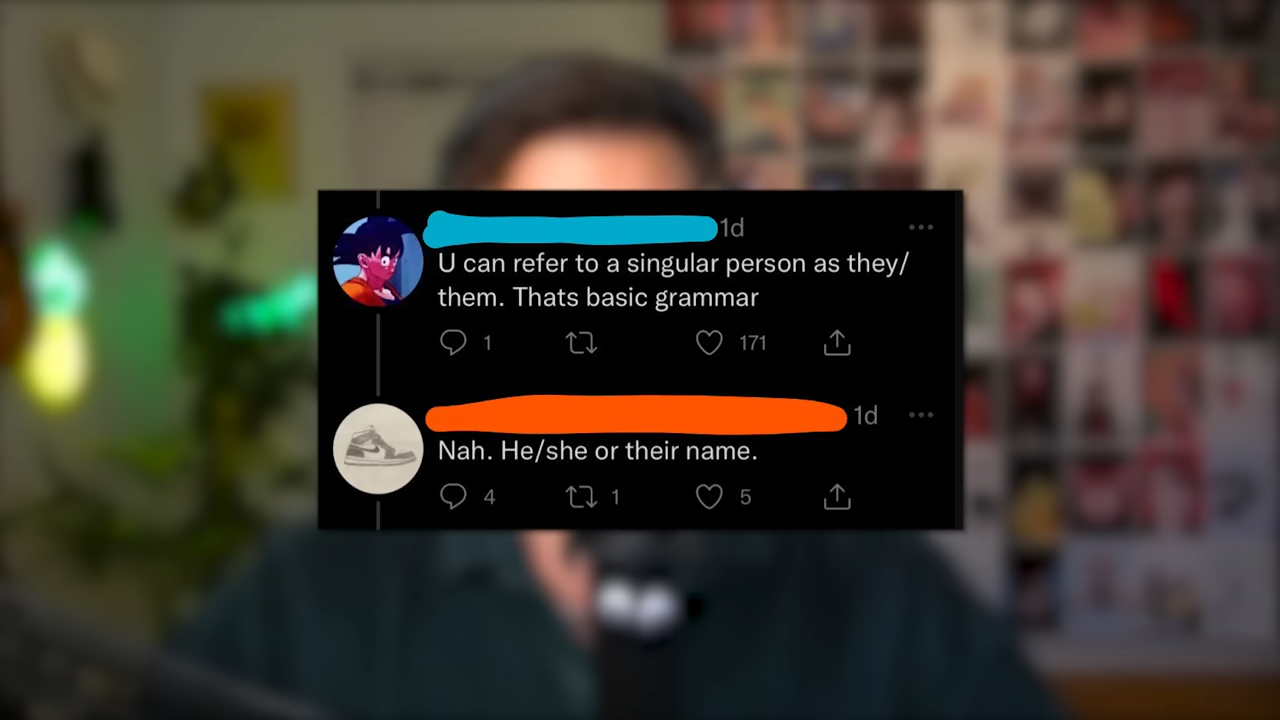 1d
U can refer to a singular person as they/
them. Thats basic grammar
1 171
1d
Nah. He/she or their name.
4 1 5